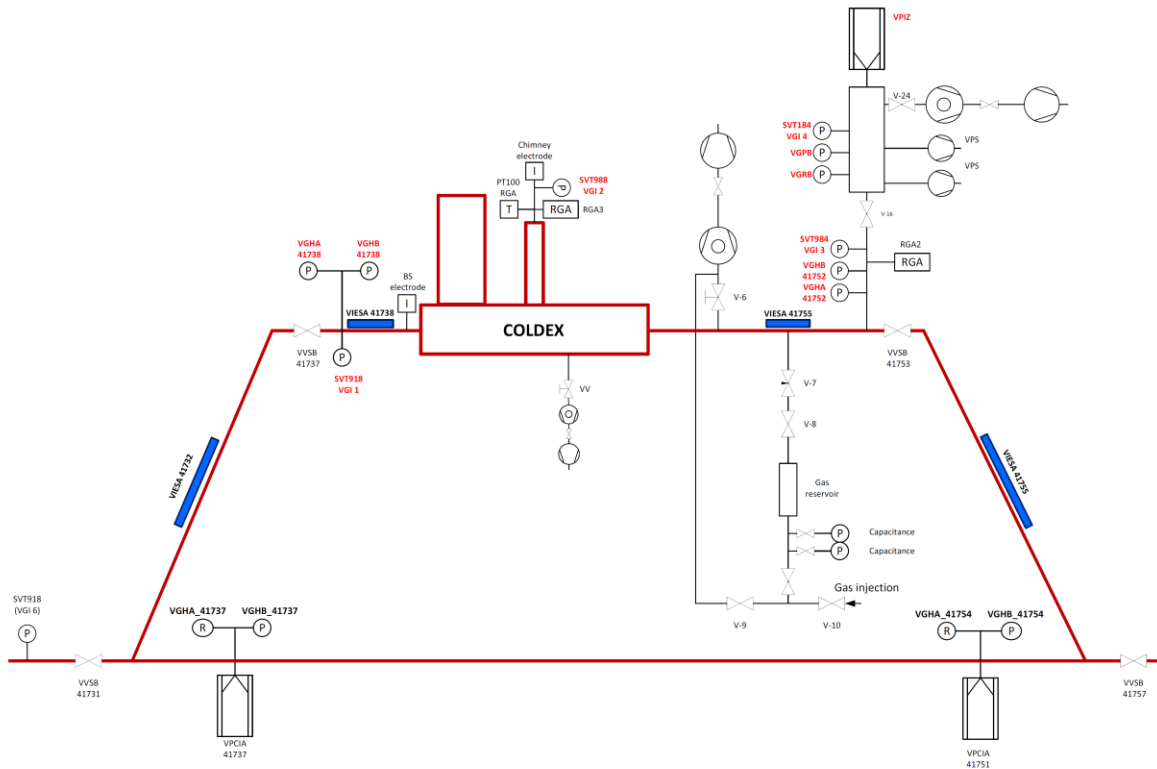 VPIZ
V-24
SVT184
VGI 4
P
VGPB
P
VGRB
P
VPS
VPS
V-16
Chimney
electrode
I
PT100
RGA
T
P
SVT988
VGI 2
RGA
RGA3
SVT984
VGI 3
P
VGHB
41752
P
VGHA
41752
P
RGA2
RGA
VGHA
41738
VGHB
41738
P
P
BS
electrode
I
V-6
VIESA 41738
VIESA 41755
COLDEX
VVSB
41737
P
SVT918
VGI 1
VVSB
41753
VV
V-7
V-8
VIESA 41732
VIESA 41755
Gas
reservoir
P
Capacitance
P
Capacitance
Gas injection
V-9
V-10
SVT918
(VGI 6)
P
VGHA_41737
VGHB_41737
R
P
VGHA_41754
VGHB_41754
R
P
VVSB
41731
VVSB
41757
VPCIA
41737
VPCIA
41751